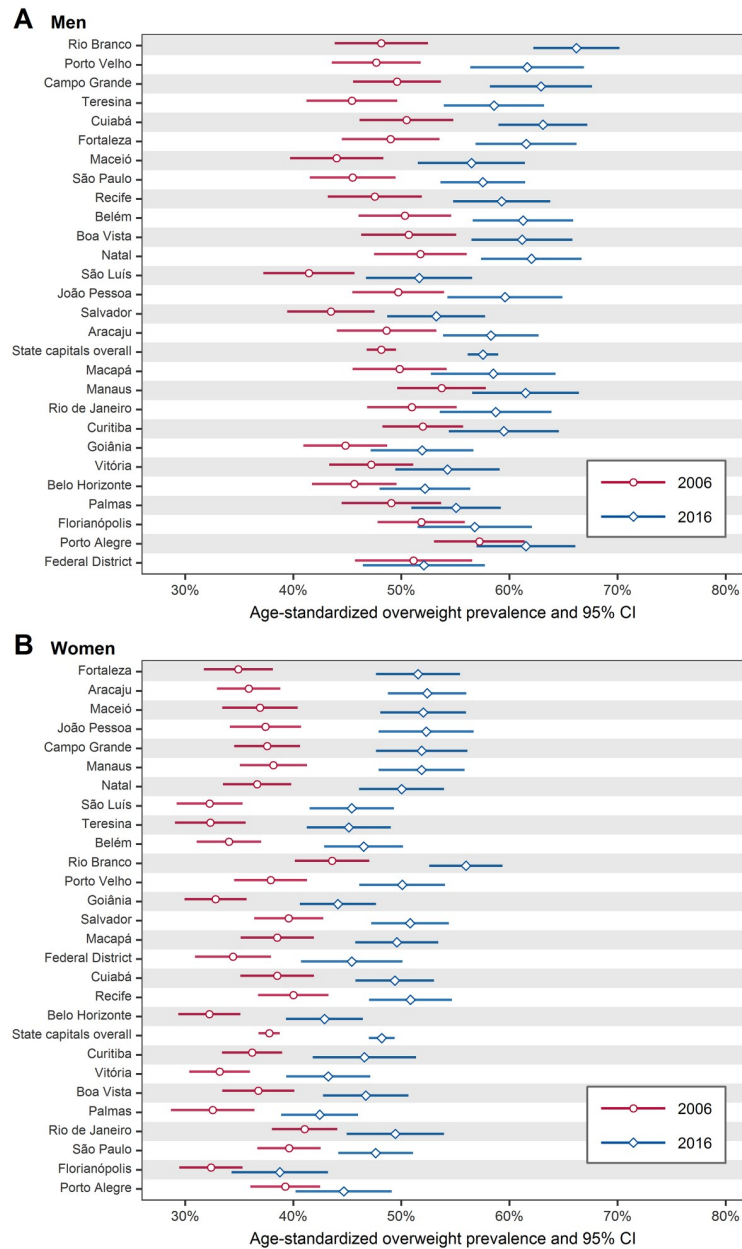 A Men
Rio Branco
Porto Velho
Campo Grande
Teresina
Cuiabá
Fortaleza
Maceió
São Paulo
Recife
Belém
Boa Vista
Natal
São Luís
João Pessoa
Salvador
Aracaju
State capitals overall
Macapá
Manaus
Rio de Janeiro
Curitiba
Goiânia
Vitória
Belo Horizonte
Palmas
Florianópolis
Porto Alegre
Federal District
2006
2016
30% 40% 50% 60% 70% 80%
Age-standardized overweight prevalence and 95% CI
B Women
Fortaleza
Aracaju
Maceió
João Pessoa
Campo Grande
Manaus
Natal
São Luís
Teresina
Belém
Rio Branco
Porto Velho
Goiânia
Salvador
Macapá
Federal District
Cuiabá
Recife
Belo Horizonte
State capitals overall
Curitiba
Vitória
Boa Vista
Palmas
Rio de Janeiro
São Paulo
Florianópolis
Porto Alegre
2006
2016
30% 40% 50% 60% 70% 80%
Age-standardized overweight prevalence and 95% CI